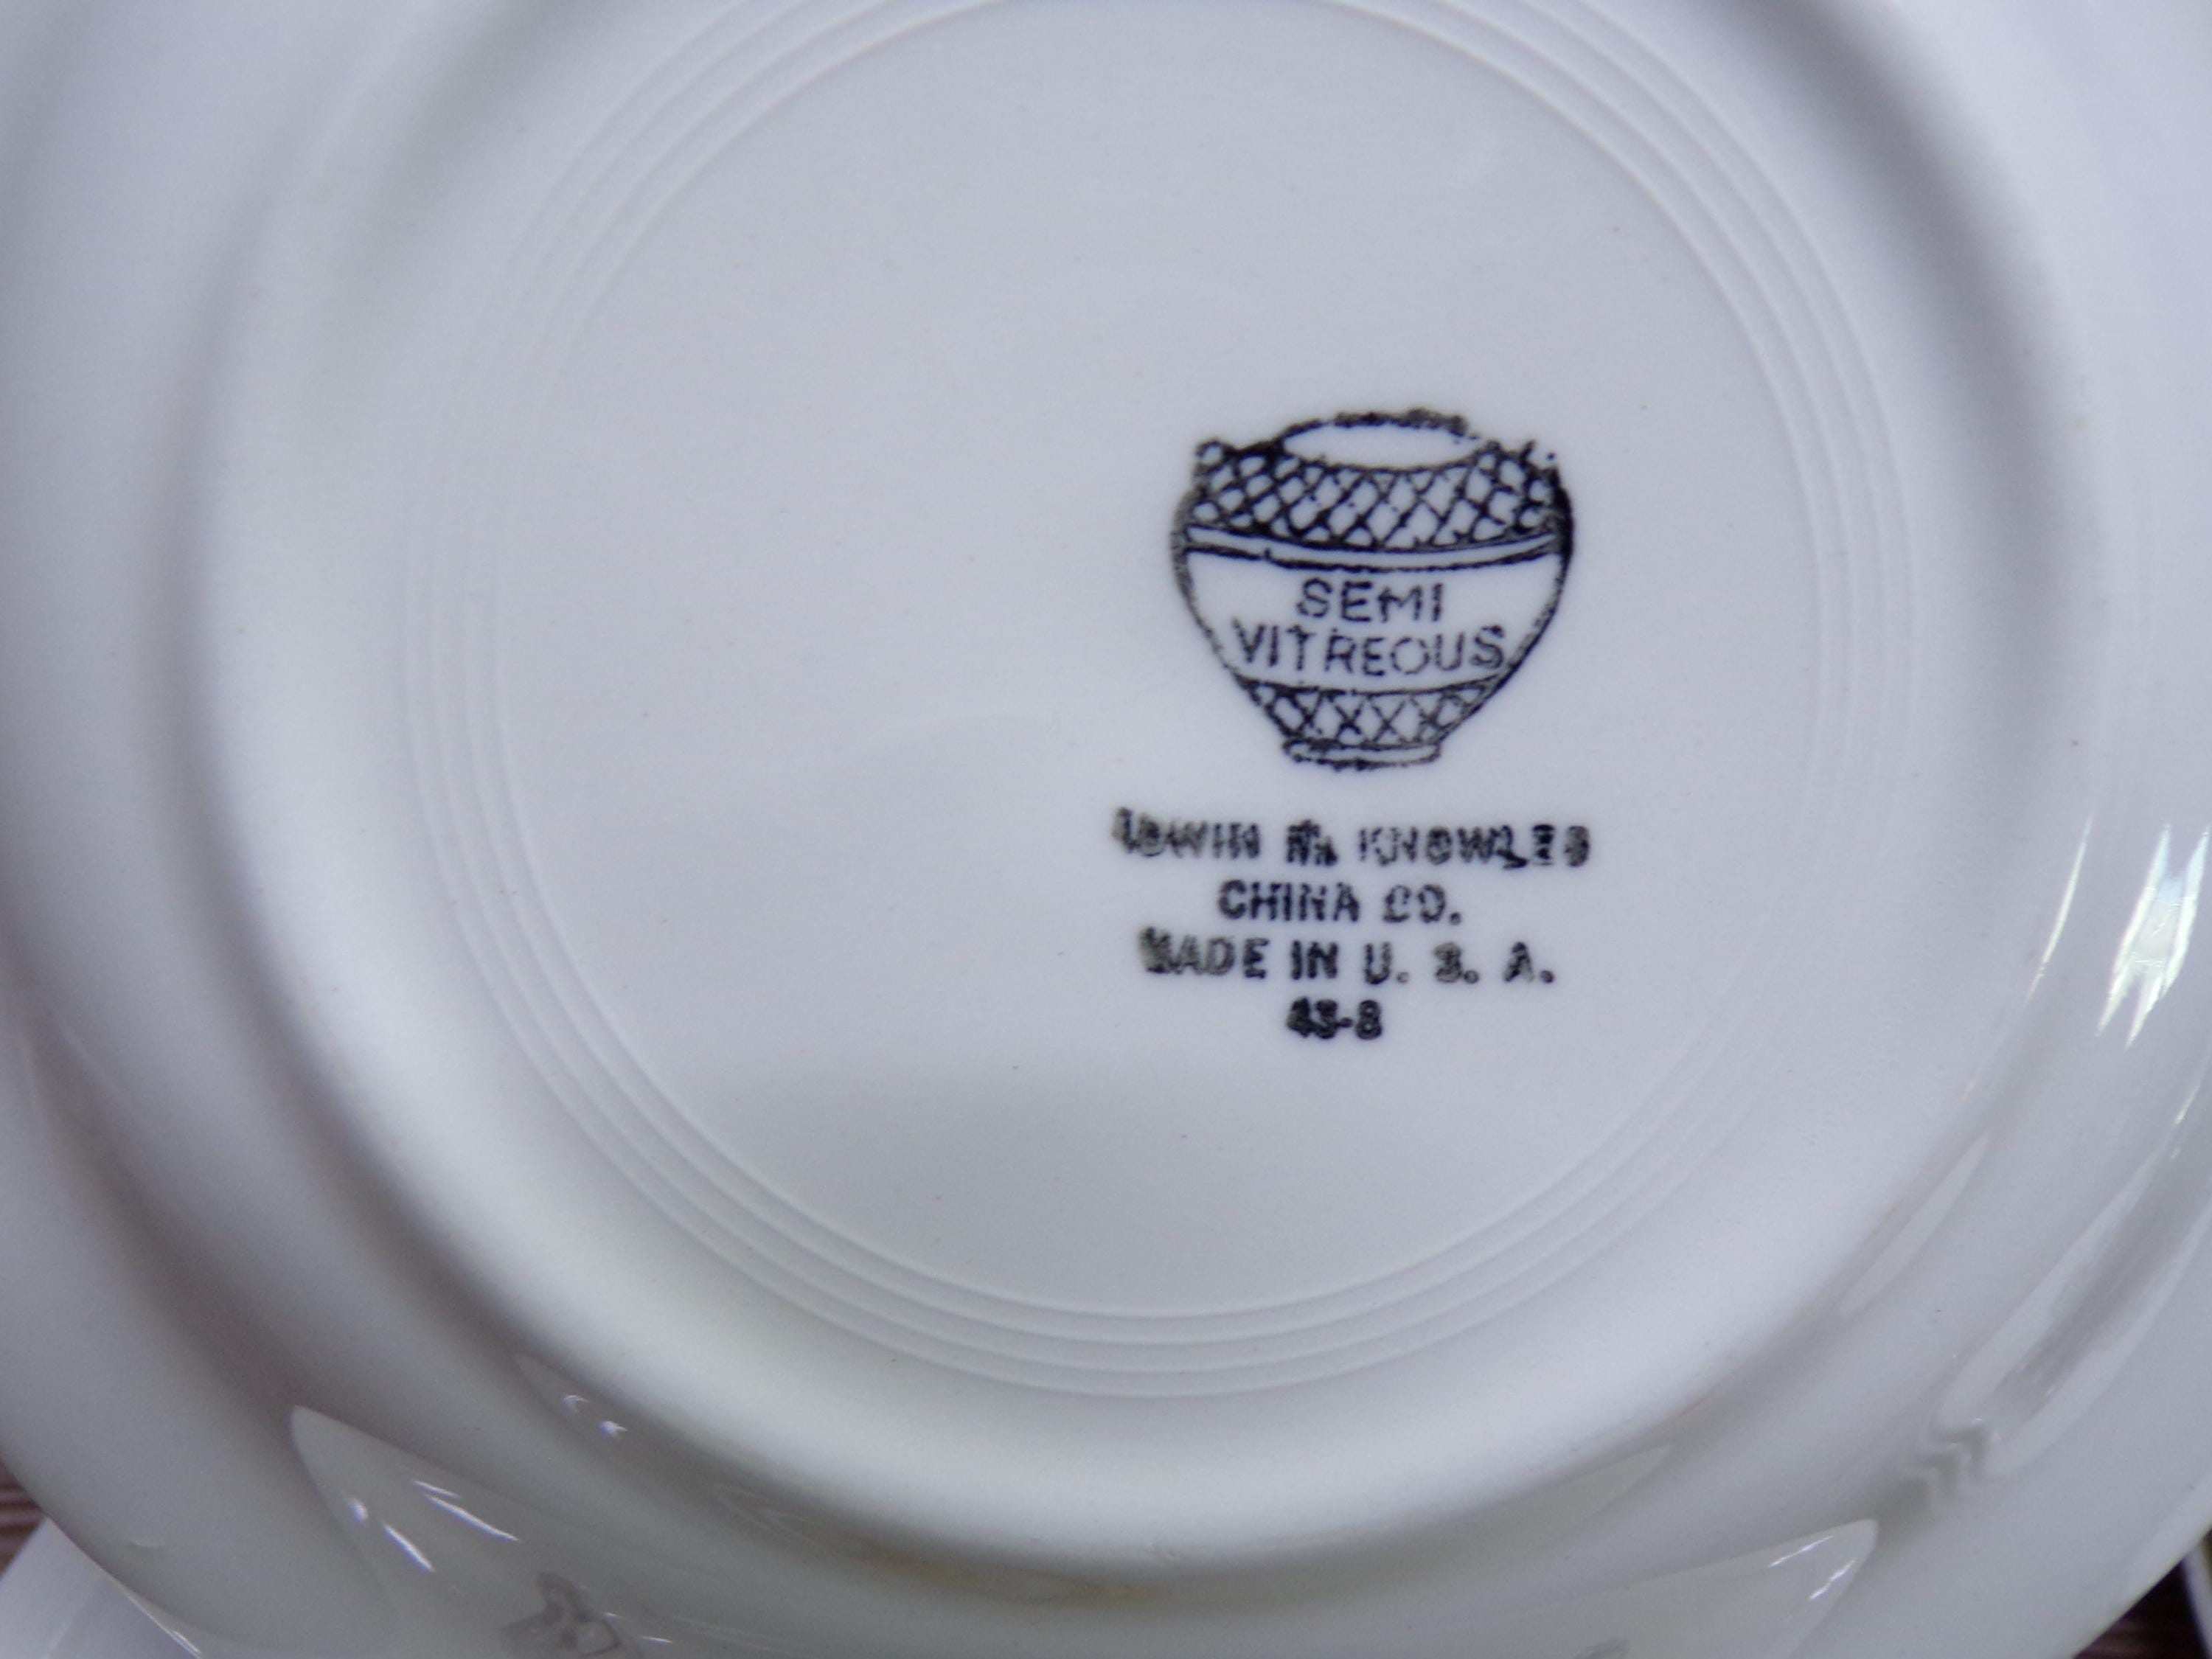 SEMI
VITREOUS
EDWIN M. KNOWLES
CHINA CO.
MADE IN U. S. A.
43-8